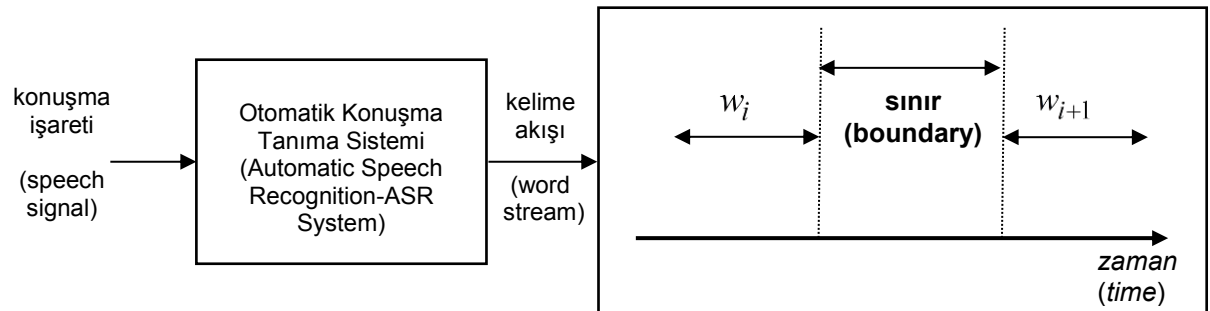 konuşma
işareti
(speech
signal)
Otomatik Konuşma
Tanıma Sistemi
(Automatic Speech
Recognition-ASR
System)
kelime
akışı
(word
stream)
w_i
sınır
(boundary)
w_{i+1}
zaman
(time)